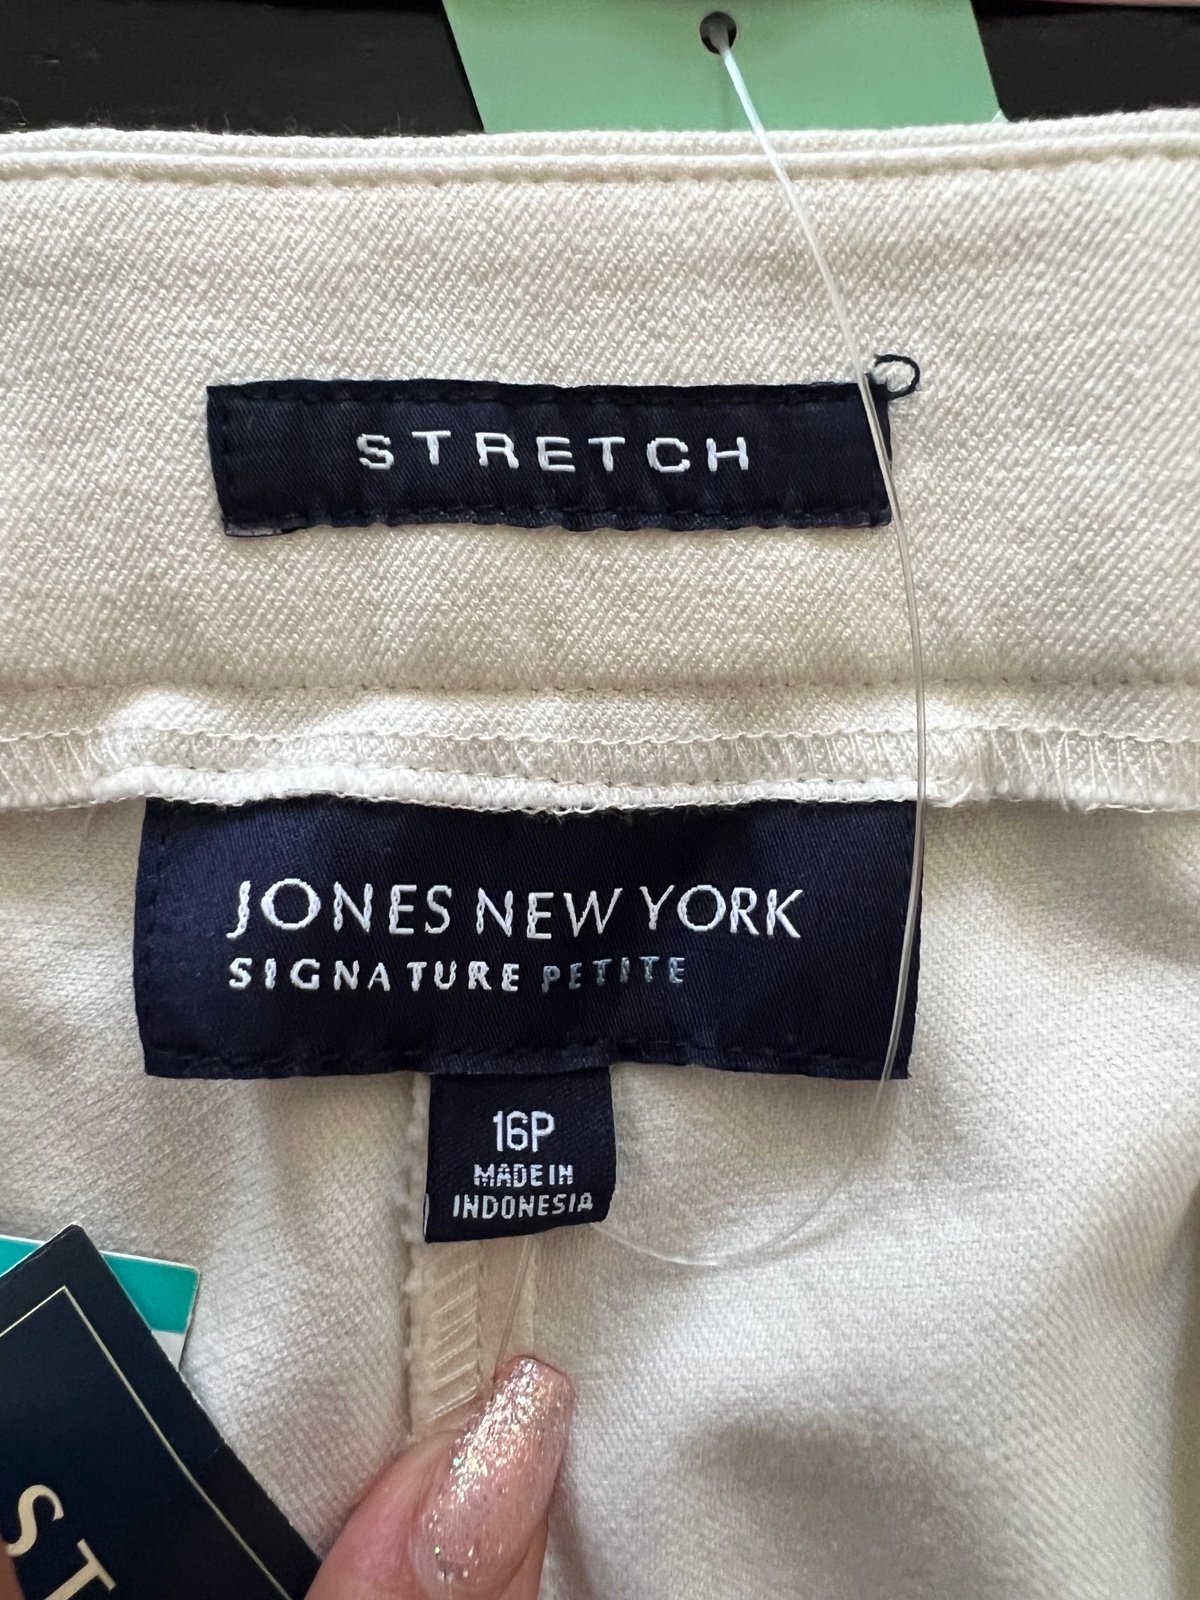 STRETCH
JONES NEW YORK
SIGNATURE PETITE
16P
MADE IN
INDONESIA